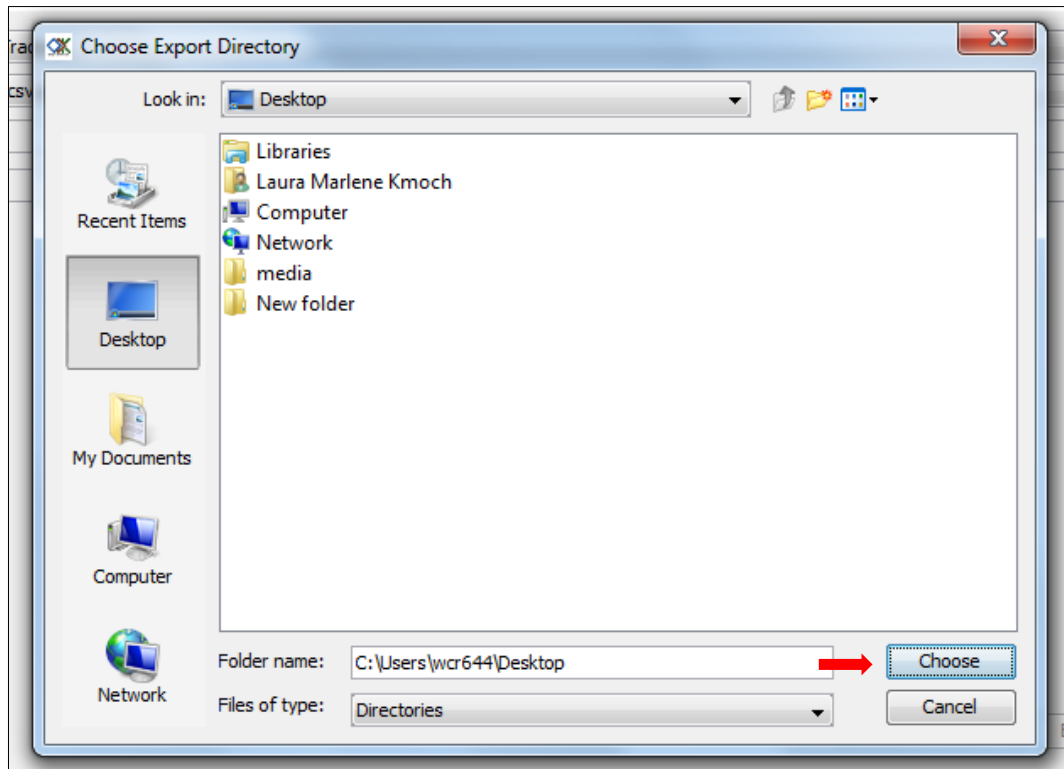 Choose Export Directory
Look in: Desktop
Libraries
Laura Marlene Kmoch
Computer
Network
media
New folder
Recent Items
Desktop
My Documents
Computer
Network
Folder name: C:\Users\wcr644\Desktop Choose
Files of type: Directories Cancel
csv